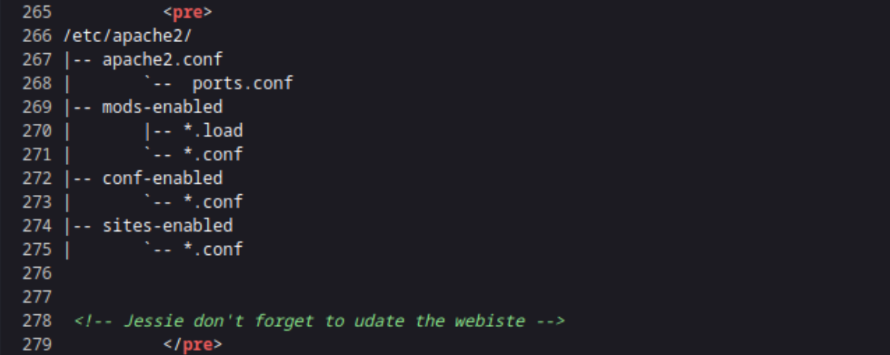 265 <pre>
266 /etc/apache2/
267 |-- apache2.conf
268 |       `--  ports.conf
269 |-- mods-enabled
270 |       |-- *.load
271 |       `-- *.conf
272 |-- conf-enabled
273 |       `-- *.conf
274 |-- sites-enabled
275 |       `-- *.conf
276
277
278  <!-- Jessie don't forget to udate the webiste -->
279           </pre>